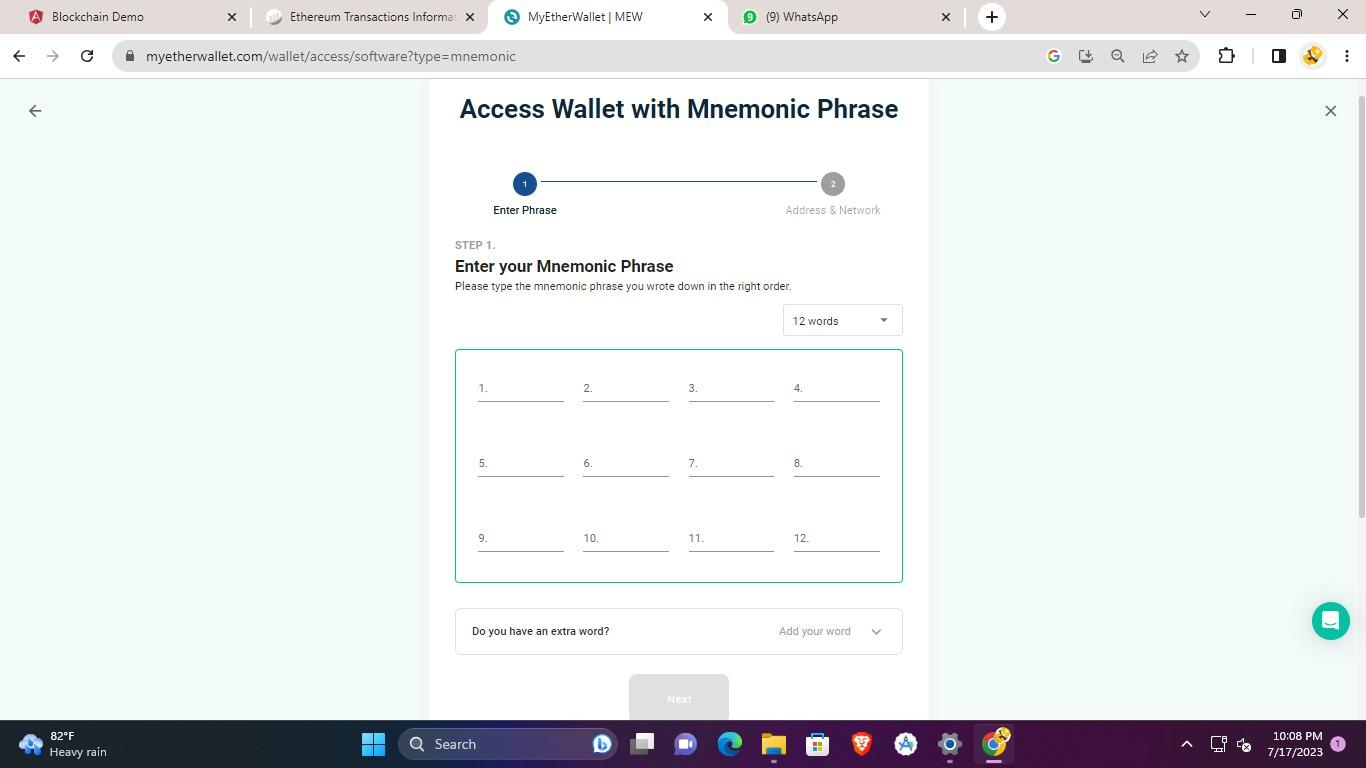 Blockchain Demo
Ethereum Transactions Informat
MyEtherWallet | MEW
9
(9) WhatsApp
myetherwallet.com/wallet/access/software?type=mnemonic
Access Wallet with Mnemonic Phrase
1
2
Enter Phrase
Address & Network
STEP 1.
Enter your Mnemonic Phrase
Please type the mnemonic phrase you wrote down in the right order.
12 words
1.
2.
3.
4.
5.
6.
7.
8.
9.
10.
11.
12.
Do you have an extra word?
Add your word
Next
82°F
Heavy rain
Search
10:08 PM
7/17/2023
1